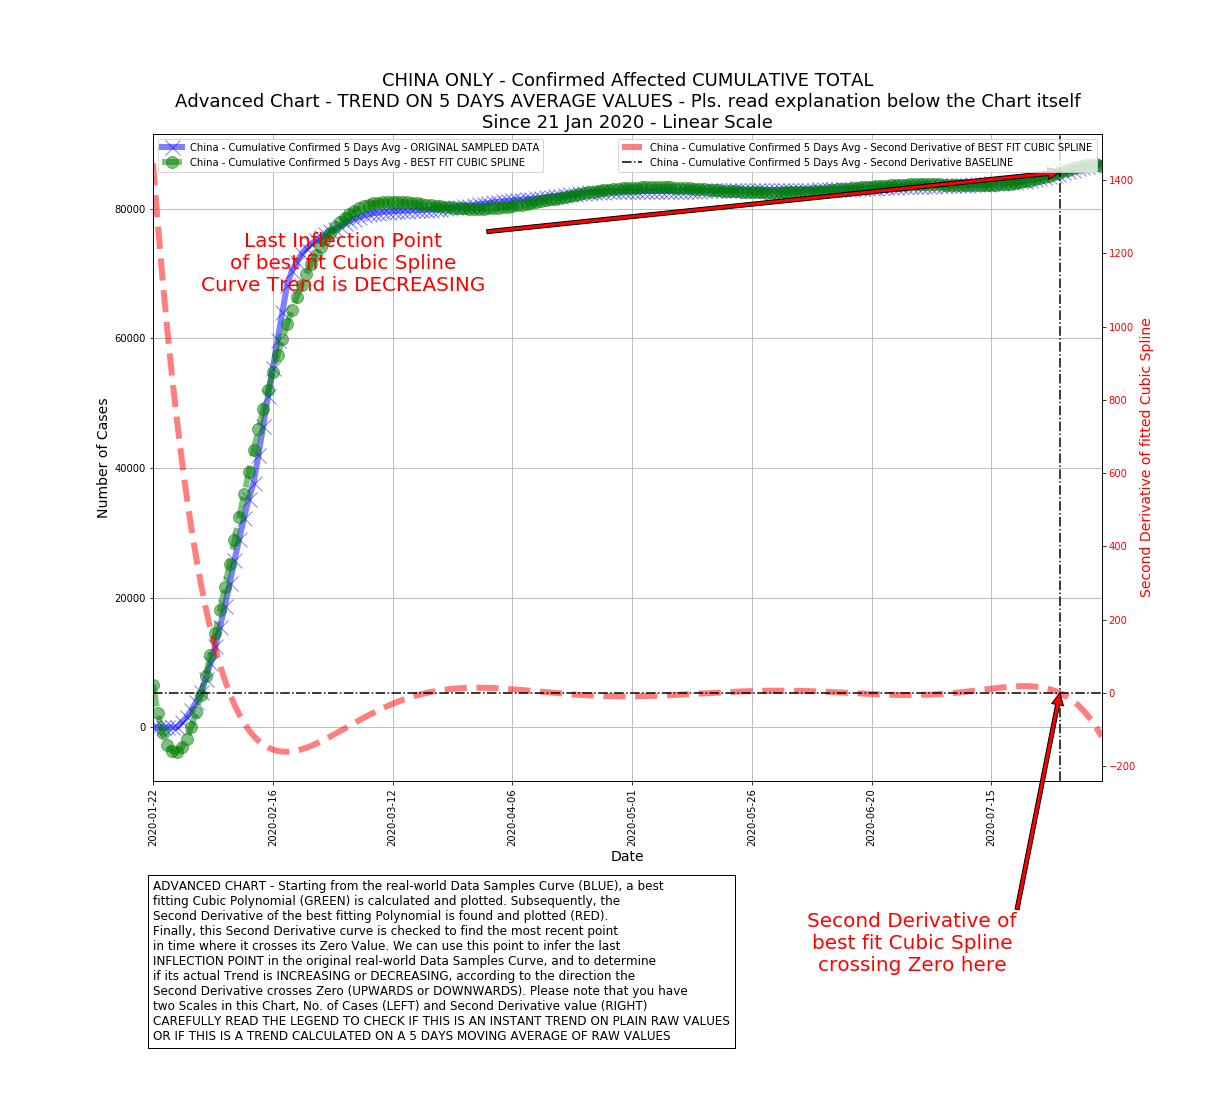 CHINA ONLY - Confirmed Affected CUMULATIVE TOTAL
Advanced Chart - TREND ON 5 DAYS AVERAGE VALUES - Pls. read explanation below the Chart itself
Since 21 Jan 2020 - Linear Scale
China - Cumulative Confirmed 5 Days Avg - ORIGINAL SAMPLED DATA
China - Cumulative Confirmed 5 Days Avg - BEST FIT CUBIC SPLINE
China - Cumulative Confirmed 5 Days Avg - Second Derivative of BEST FIT CUBIC SPLINE
China - Cumulative Confirmed 5 Days Avg - Second Derivative BASELINE
Last Inflection Point
of best fit Cubic Spline
Curve Trend is DECREASING
Number of Cases
80000
60000
40000
20000
0
1400
1200
1000
800
600
400
200
0
−200
Second Derivative of fitted Cubic Spline
2020-01-22
2020-02-16
2020-03-12
2020-04-06
2020-05-01
2020-05-26
2020-06-20
2020-07-15
Date
ADVANCED CHART - Starting from the real-world Data Samples Curve (BLUE), a best
fitting Cubic Polynomial (GREEN) is calculated and plotted. Subsequently, the
Second Derivative of the best fitting Polynomial is found and plotted (RED).
Finally, this Second Derivative curve is checked to find the most recent point
in time where it crosses its Zero Value. We can use this point to infer the last
INFLECTION POINT in the original real-world Data Samples Curve, and to determine
if its actual Trend is INCREASING or DECREASING, according to the direction the
Second Derivative crosses Zero (UPWARDS or DOWNWARDS). Please note that you have
two Scales in this Chart, No. of Cases (LEFT) and Second Derivative value (RIGHT)
CAREFULLY READ THE LEGEND TO CHECK IF THIS IS AN INSTANT TREND ON PLAIN RAW VALUES
OR IF THIS IS A TREND CALCULATED ON A 5 DAYS MOVING AVERAGE OF RAW VALUES
Second Derivative of
best fit Cubic Spline
crossing Zero here